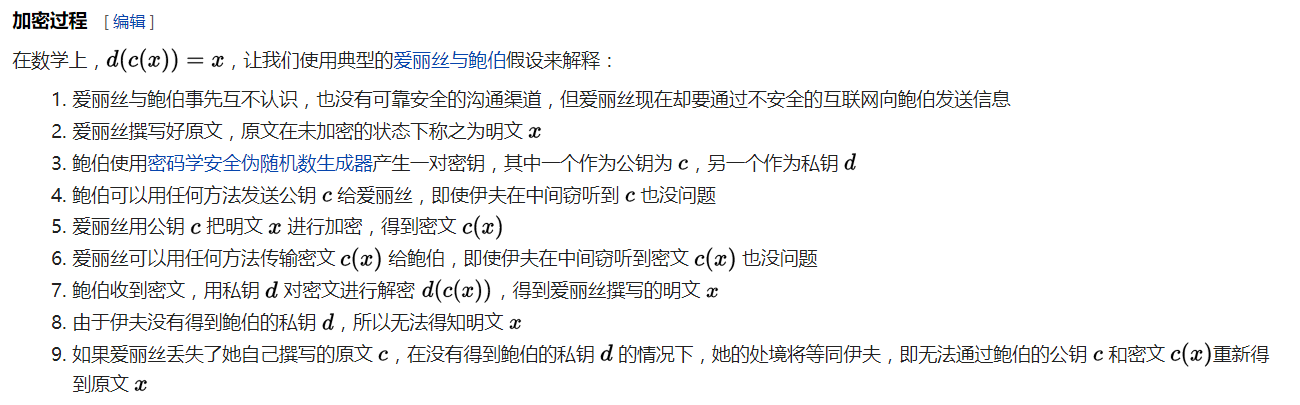 加密过程 [编辑]
在数学上，d(c(x)) = x，让我们使用典型的爱丽丝与鲍伯假设来解释：
1. 爱丽丝与鲍伯事先互不认识，也没有可靠安全的沟通渠道，但爱丽丝现在却要通过不安全的互联网向鲍伯发送信息
2. 爱丽丝撰写好原文，原文在未加密的状态下称之为明文 x
3. 鲍伯使用密码学安全伪随机数生成器产生一对密钥，其中一个作为公钥为 c，另一个作为私钥 d
4. 鲍伯可以用任何方法发送公钥 c 给爱丽丝，即使伊夫在中间窃听到 c 也没问题
5. 爱丽丝用公钥 c 把明文 x 进行加密，得到密文 c(x)
6. 爱丽丝可以用任何方法传输密文 c(x) 给鲍伯，即使伊夫在中间窃听到密文 c(x) 也没问题
7. 鲍伯收到密文，用私钥 d 对密文进行解密 d(c(x))，得到爱丽丝撰写的明文 x
8. 由于伊夫没有得到鲍伯的私钥 d，所以无法得知明文 x
9. 如果爱丽丝丢失了她自己撰写的原文 c，在没有得到鲍伯的私钥 d 的情况下，她的处境将等同伊夫，即无法通过鲍伯的公钥 c 和密文 c(x)重新得
到原文 x